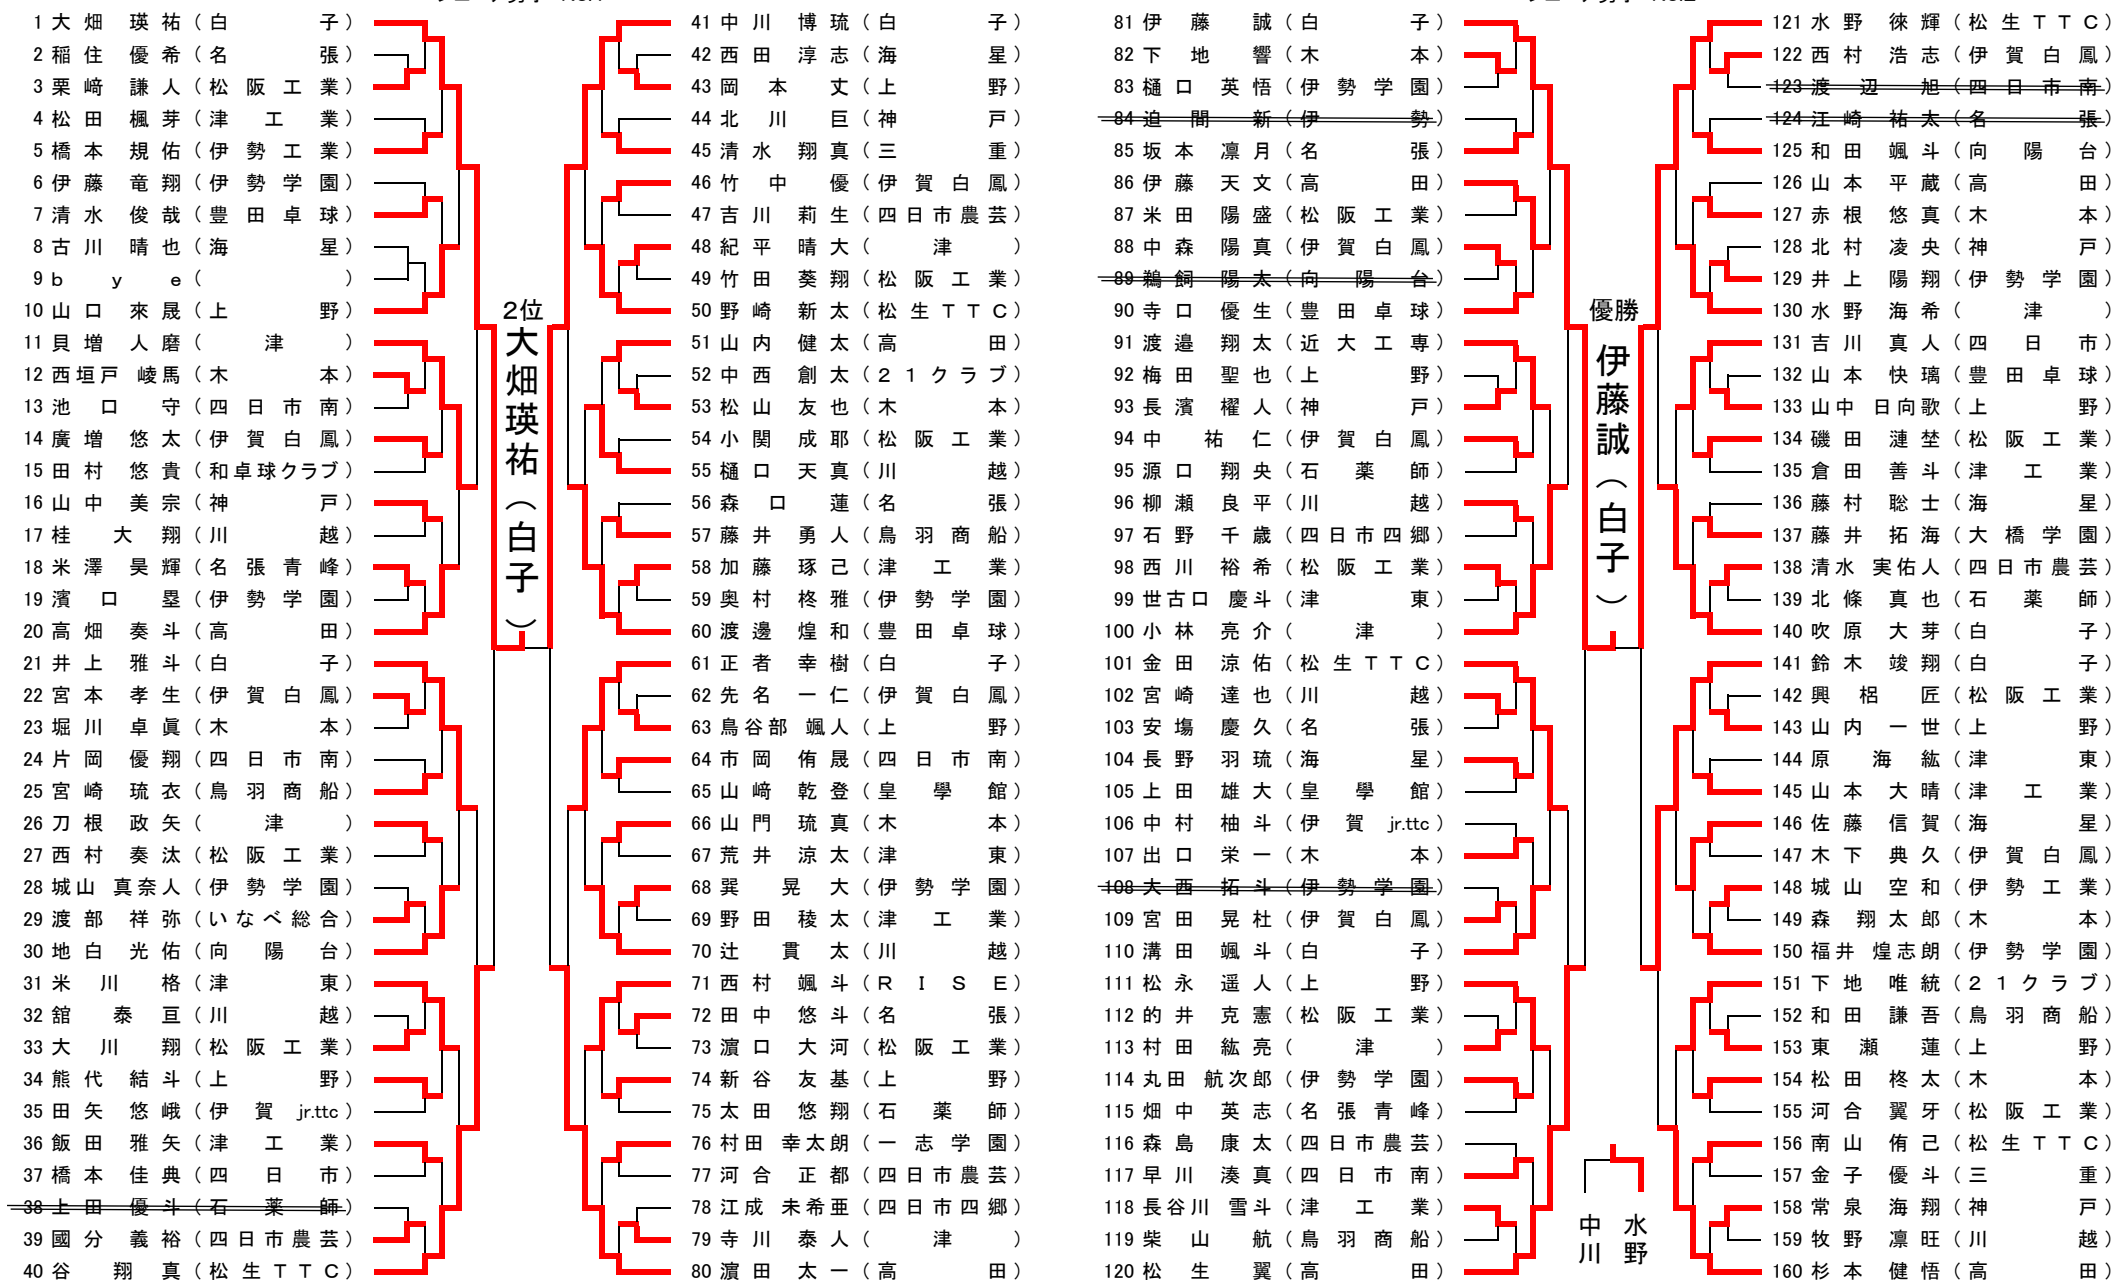 1 大畑 瑛祐 (白子)
2 稲住 優希 (名張)
3 栗﨑 謙人 (松阪工業)
4 松田 楓芽 (津工業)
5 橋本 規佑 (伊勢工業)
6 伊藤 竜翔 (伊勢学園)
7 清水 俊哉 (豊田卓球)
8 古川 晴也 (海星)
9 bye ( )
10 山口 來晟 (上野)
11 貝増 人磨 (津)
12 西垣戸 崚馬 (木本)
13 池口 守 (四日市南)
14 廣増 悠太 (伊賀白鳳)
15 田村 悠貴 (和卓球クラブ)
16 山中 美宗 (神戸)
17 桂 大翔 (川越)
18 米澤 昊輝 (名張青峰)
19 濱口 塁 (伊勢学園)
20 高畑 奏斗 (高田)
21 井上 雅斗 (白子)
22 宮本 孝生 (伊賀白鳳)
23 堀川 卓眞 (木本)
24 片岡 優翔 (四日市南)
25 宮崎 琉衣 (鳥羽商船)
26 刀根 政矢 (津)
27 西村 奏汰 (松阪工業)
28 城山 真奈人 (伊勢学園)
29 渡部 祥弥 (いなべ総合)
30 地白 光佑 (向陽台)
31 米川 格 (津東)
32 舘 泰亘 (川越)
33 大川 翔 (松阪工業)
34 熊代 結斗 (上野)
35 田矢 悠峨 (伊賀jr.ttc)
36 飯田 雅矢 (津工業)
37 橋本 佳典 (四日市)
38 上田 優斗 (石薬師)
39 國分 義裕 (四日市農芸)
40 谷 翔真 (松生TTC)
2位
大畑瑛祐(白子)
41 中川 博琉 (白子)
42 西田 淳志 (海星)
43 岡本 丈 (上野)
44 北川 巨 (神戸)
45 清水 翔真 (三重)
46 竹中 優 (伊賀白鳳)
47 吉川 莉生 (四日市農芸)
48 紀平 晴大 (津)
49 竹田 葵翔 (松阪工業)
50 野崎 新太 (松生TTC)
51 山内 健太 (高田)
52 中西 創太 (21クラブ)
53 松山 友也 (木本)
54 小関 成耶 (松阪工業)
55 樋口 天真 (川越)
56 森口 蓮 (名張)
57 藤井 勇人 (鳥羽商船)
58 加藤 琢己 (津工業)
59 奥村 柊雅 (伊勢学園)
60 渡邊 煌和 (豊田卓球)
61 正者 幸樹 (白子)
62 先名 一仁 (伊賀白鳳)
63 鳥谷部 颯人 (上野)
64 市岡 侑晟 (四日市南)
65 山﨑 乾登 (皇學館)
66 山門 琉真 (木本)
67 荒井 涼太 (津東)
68 巽 晃大 (伊勢学園)
69 野田 稜太 (津工業)
70 辻 貫太 (川越)
71 西村 颯斗 (RISE)
72 田中 悠斗 (名張)
73 濵口 大河 (松阪工業)
74 新谷 友基 (上野)
75 太田 悠翔 (石薬師)
76 村田 幸太朗 (一志学園)
77 河合 正都 (四日市農芸)
78 江成 未希亜 (四日市四郷)
79 寺川 泰人 (津)
80 濵田 太一 (高田)
81 伊藤 誠 (白子)
82 下地 響 (木本)
83 樋口 英悟 (伊勢学園)
84 迫間 新 (伊勢)
85 坂本 凛月 (名張)
86 伊藤 天文 (高田)
87 米田 陽盛 (松阪工業)
88 中森 陽真 (伊賀白鳳)
89 鵜飼 陽太 (向陽台)
90 寺口 優生 (豊田卓球)
91 渡邉 翔太 (近大工専)
92 梅田 聖也 (上野)
93 長濱 櫂人 (神戸)
94 中 祐仁 (伊賀白鳳)
95 源口 翔央 (石薬師)
96 柳瀬 良平 (川越)
97 石野 千歳 (四日市四郷)
98 西川 裕希 (松阪工業)
99 世古口 慶斗 (津東)
100 小林 亮介 (津)
101 金田 涼佑 (松生TTC)
102 宮崎 達也 (川越)
103 安場 慶久 (名張)
104 長野 羽琉 (海星)
105 上田 雄大 (皇學館)
106 中村 柚斗 (伊賀jr.ttc)
107 出口 栄一 (木本)
108 大西 拓斗 (伊勢学園)
109 宮田 晃杜 (伊賀白鳳)
110 溝田 颯斗 (白子)
111 松永 遥人 (上野)
112 的井 克憲 (松阪工業)
113 村田 紘亮 (津)
114 丸田 航次郎 (伊勢学園)
115 畑中 英志 (名張青峰)
116 森島 康太 (四日市農芸)
117 早川 湊真 (四日市南)
118 長谷川 雪斗 (津工業)
119 柴山 航 (鳥羽商船)
120 松生 翼 (高田)
優勝
伊藤誠(白子)
中川
水野
121 水野 徠輝 (松生TTC)
122 西村 浩志 (伊賀白鳳)
123 渡辺 旭 (四日市南)
124 江崎 祐太 (名張)
125 和田 颯斗 (向陽台)
126 山本 平蔵 (高田)
127 赤根 悠真 (木本)
128 北村 凌央 (神戸)
129 井上 陽翔 (伊勢学園)
130 水野 海希 (津)
131 吉川 真人 (四日市)
132 山本 快璃 (豊田卓球)
133 山中 日向歌 (上野)
134 磯田 漣埜 (松阪工業)
135 倉田 善斗 (津工業)
136 藤村 聡士 (海星)
137 藤井 拓海 (大橋学園)
138 清水 実佑人 (四日市農芸)
139 北條 真也 (石薬師)
140 吹原 大芽 (白子)
141 鈴木 竣翔 (白子)
142 興梠 匠 (松阪工業)
143 山内 一世 (上野)
144 原 海紘 (津東)
145 山本 大晴 (津工業)
146 佐藤 信賀 (海星)
147 木下 典久 (伊賀白鳳)
148 城山 空和 (伊勢工業)
149 森 翔太郎 (木本)
150 福井 煌志朗 (伊勢学園)
151 下地 唯統 (21クラブ)
152 和田 謙吾 (鳥羽商船)
153 東瀬 蓮 (上野)
154 松田 柊太 (木本)
155 河合 翼牙 (松阪工業)
156 南山 侑己 (松生TTC)
157 金子 優斗 (三重)
158 常泉 海翔 (神戸)
159 牧野 凛旺 (川越)
160 杉本 健悟 (高田)